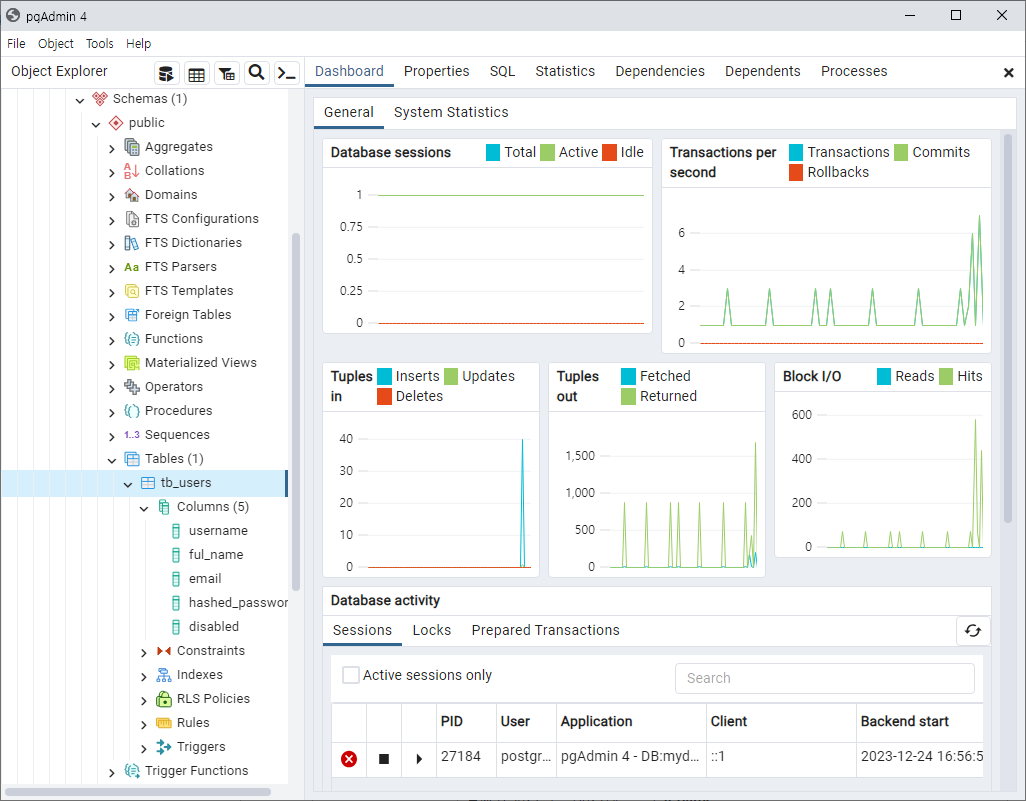 pgAdmin 4
File Object Tools Help
Object Explorer
Dashboard Properties SQL Statistics Dependencies Dependents Processes
Schemas (1)
public
Aggregates
Collations
Domains
FTS Configurations
FTS Dictionaries
Aa FTS Parsers
FTS Templates
Foreign Tables
Functions
Materialized Views
Operators
Procedures
1..3 Sequences
Tables (1)
tb_users
Columns (5)
username
ful_name
email
hashed_passwor
disabled
Constraints
Indexes
RLS Policies
Rules
Triggers
Trigger Functions
General System Statistics
Database sessions Total Active Idle
1
0.75
0.5
0.25
0
Transactions per second Transactions Commits
Rollbacks
6
4
2
0
Tuples in Inserts Updates
Deletes
40
30
20
10
0
Tuples out Fetched
Returned
1,500
1,000
500
0
Block I/O Reads Hits
600
400
200
0
Database activity
Sessions Locks Prepared Transactions
Active sessions only Search
PID User Application Client Backend start
27184 postgr... pgAdmin 4 - DB:myd... ::1 2023-12-24 16:56:5